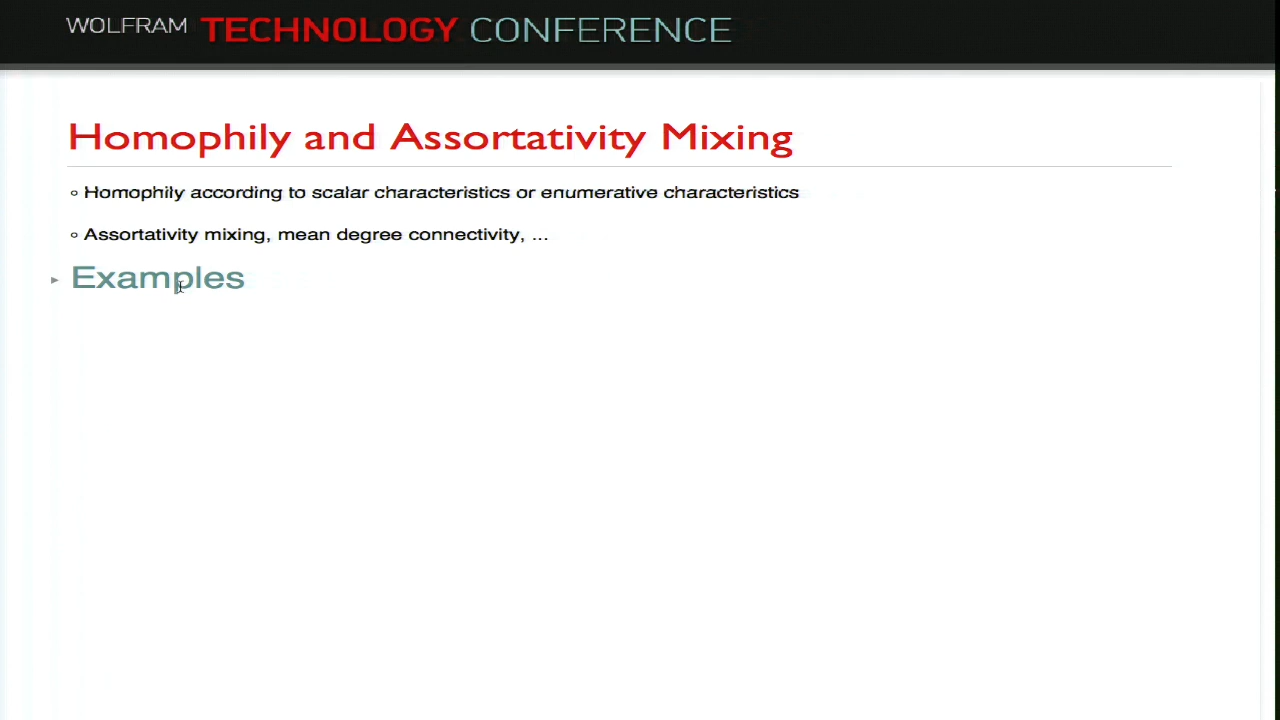 WOLFRAM TECHNOLOGY CONFERENCE
Homophily and Assortativity Mixing
Homophily according to scalar characteristics or enumerative characteristics
Assortativity mixing, mean degree connectivity, ...
Examples